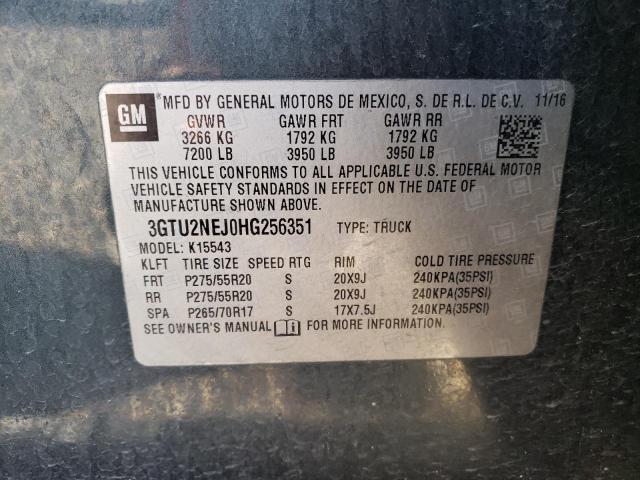 GM MFD BY GENERAL MOTORS DE MEXICO, S. DE R.L. DE C.V. 11/16
GVWR GAWR FRT GAWR RR
3266 KG 1792 KG 1792 KG
7200 LB 3950 LB 3950 LB
THIS VEHICLE CONFORMS TO ALL APPLICABLE U.S. FEDERAL MOTOR
VEHICLE SAFETY STANDARDS IN EFFECT ON THE DATE OF
MANUFACTURE SHOWN ABOVE.
3GTU2NEJ0HG256351 TYPE: TRUCK
MODEL: K15543
KLFT TIRE SIZE SPEED RTG RIM COLD TIRE PRESSURE
FRT P275/55R20 S 20X9J 240KPA(35PSI)
RR P275/55R20 S 20X9J 240KPA(35PSI)
SPA P265/70R17 S 17X7.5J 240KPA(35PSI)
SEE OWNER'S MANUAL FOR MORE INFORMATION.